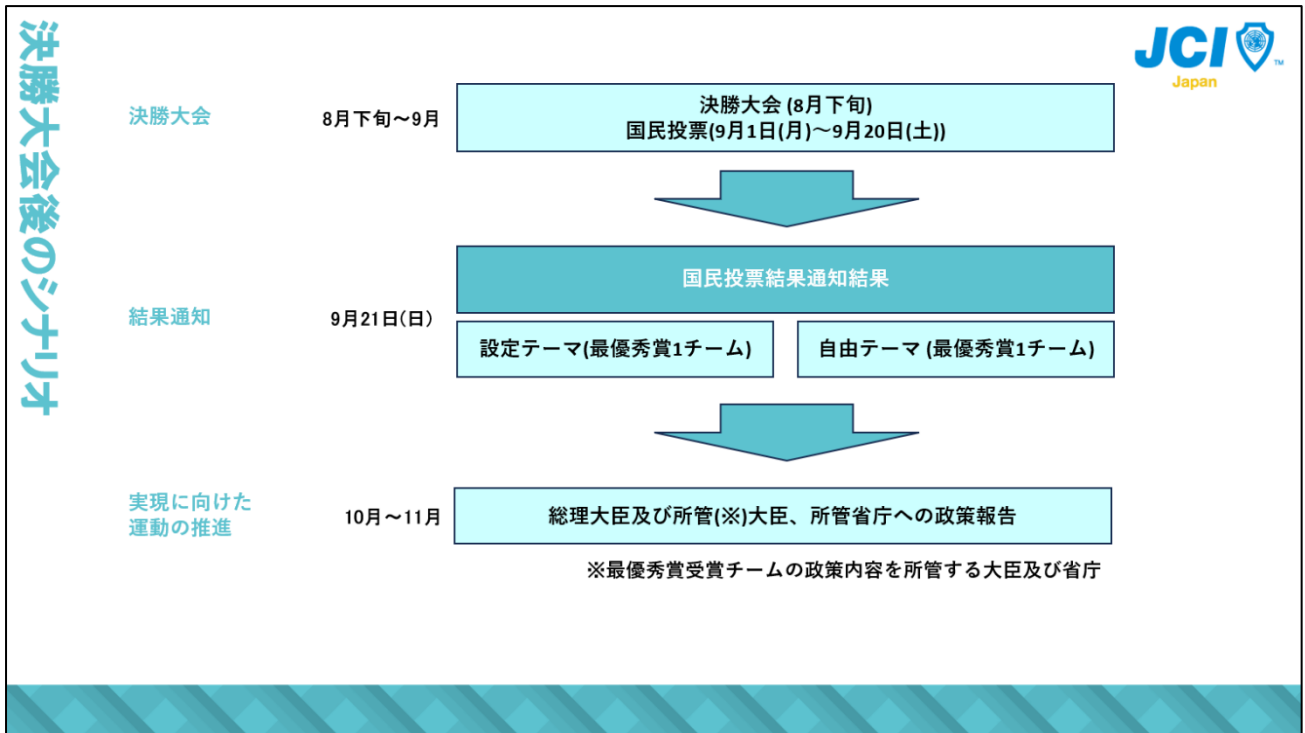 決勝大会後のシナリオ
JCI
TM
Japan
決勝大会
8月下旬～9月
決勝大会 (8月下旬)
国民投票(9月1日(月)～9月20日(土))
結果通知
9月21日(日)
国民投票結果通知結果
設定テーマ(最優秀賞1チーム)
自由テーマ (最優秀賞1チーム)
実現に向けた
運動の推進
10月～11月
総理大臣及び所管(※)大臣、所管省庁への政策報告
※最優秀賞受賞チームの政策内容を所管する大臣及び省庁